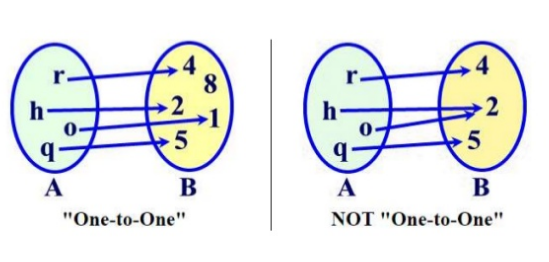 r 4 8
h 2
o 1
q 5
A B
"One-to-One"
r 4
h 2
o
q 5
A B
NOT "One-to-One"